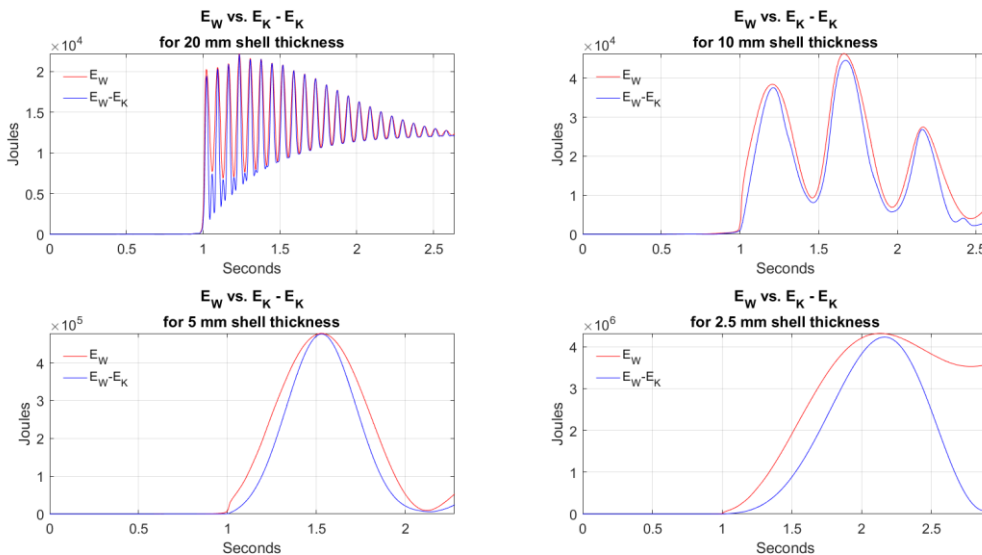 E_W vs. E_K - E_K
for 20 mm shell thickness
× 10^4
2
1.5
1
0.5
0
Joules
E_W
E_W-E_K
0 0.5 1 1.5 2 2.5
Seconds
E_W vs. E_K - E_K
for 10 mm shell thickness
× 10^4
4
3
2
1
0
Joules
E_W
E_W-E_K
0 0.5 1 1.5 2 2.5
Seconds
E_W vs. E_K - E_K
for 5 mm shell thickness
× 10^5
4
3
2
1
0
Joules
E_W
E_W-E_K
0 0.5 1 1.5 2
Seconds
E_W vs. E_K - E_K
for 2.5 mm shell thickness
× 10^6
4
3
2
1
0
Joules
E_W
E_W-E_K
0 0.5 1 1.5 2 2.5
Seconds